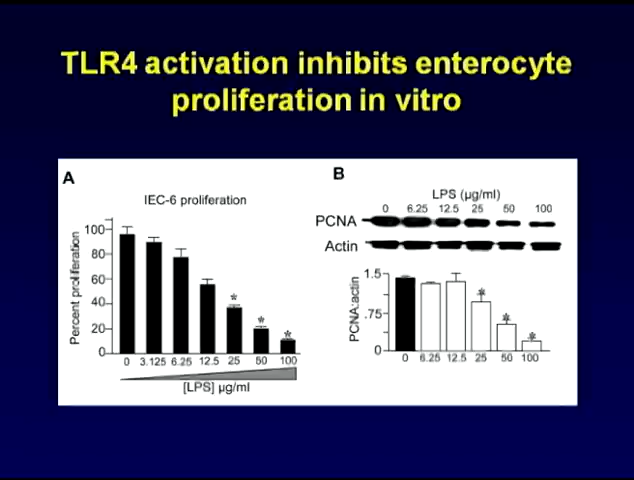 TLR4 activation inhibits enterocyte
proliferation in vitro
A
IEC-6 proliferation
Percent proliferation
100
80
60
40
20
0
0 3.125 6.25 12.5 25 50 100
* * *
[LPS] µg/ml
B
LPS (µg/ml)
0 6.25 12.5 25 50 100
PCNA
Actin
PCNA:actin
1.5
.75
0
* * *
0 6.25 12.5 25 50 100